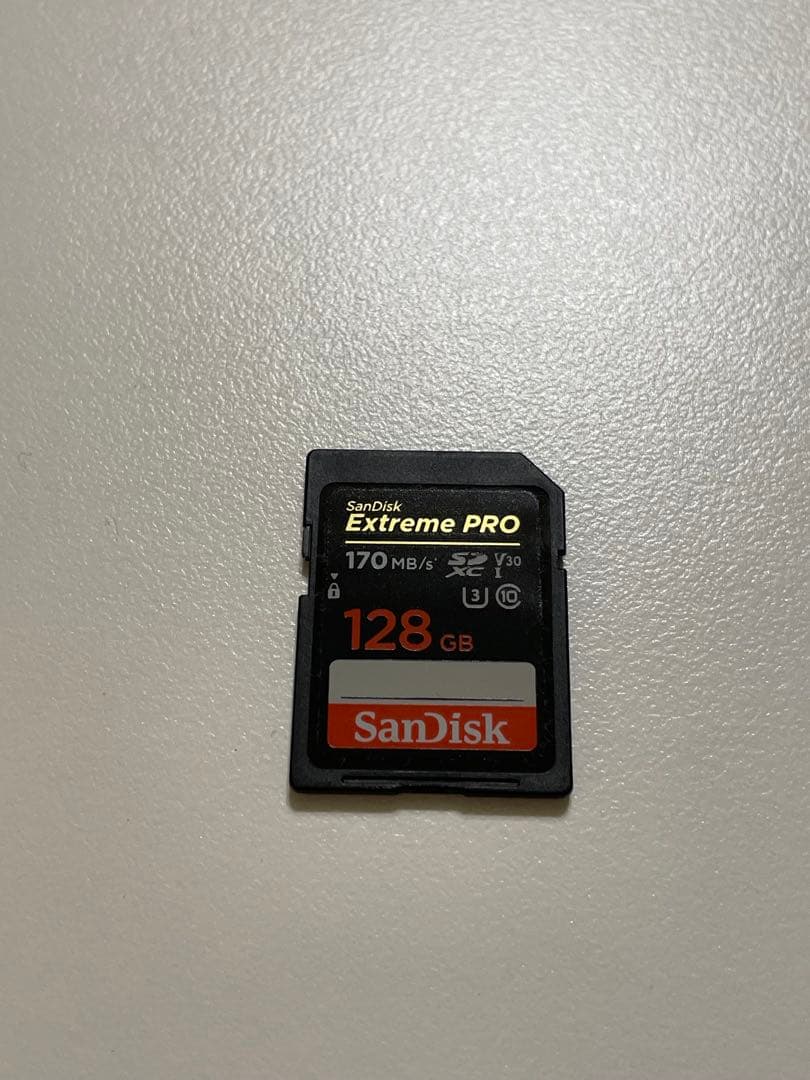 SanDisk
Extreme PRO
170 MB/s* SD XC V30 I
3 10
128 GB
SanDisk